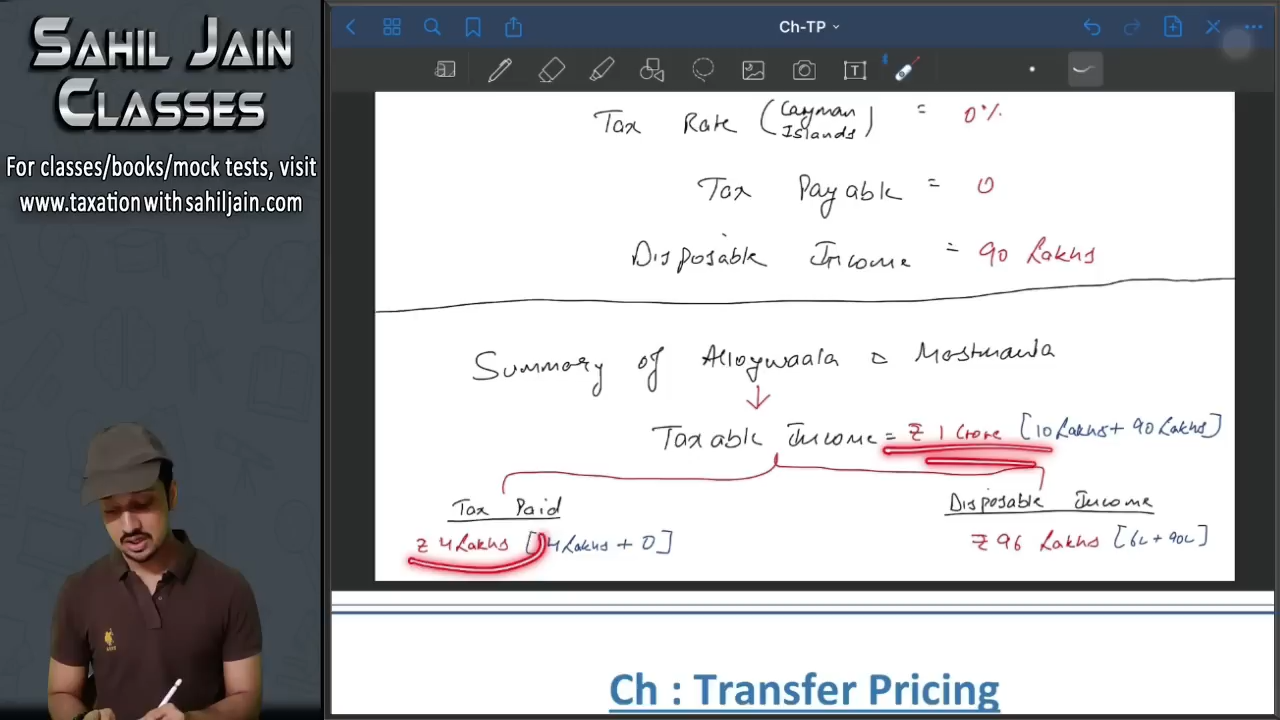 SAHIL JAIN
CLASSES
For classes/books/mock tests, visit
www.taxationwithsahiljain.com
Ch-TP
T
Tax Rate (Cayman Islands) = 0%
Tax Payable = 0
Disposable Income = 90 Lakhs
Summary of Alloywaala & Mastmaula
Taxable Income = ₹ 1 Crore [10 Lakhs + 90 Lakhs]
Tax Paid
₹ 4 Lakhs [4 Lakhs + 0]
Disposable Income
₹ 96 Lakhs [6L + 90L]
Ch : Transfer Pricing